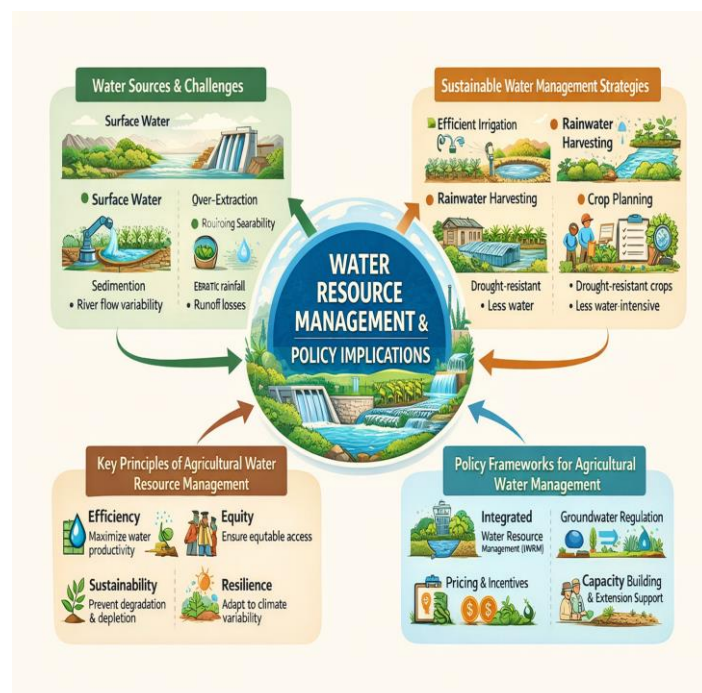 Water Sources & Challenges
Surface Water
Surface Water
Sedimention
• River flow variability
Over-Extraction
Rouiroing Searability
Eʙᴀᴛic rainfall
• Runoff losses
Sustainable Water Management Strategies
Efficient Irrigation
Rainwater
Harvesting
Rainwater Harvesting
Drought-resistant
• Less water
Crop Planning
• Drought-resistant crops
• Less water-intensive
WATER
RESOURCE
MANAGEMENT &
POLICY IMPLICATIONS
Key Principles of Agricultural Water
Resource Management
Efficiency
Maximize water
productivity
Equity
Ensure equitable access
Sustainability
Prevent degradation
& depletion
Resilience
Adapt to climate
variability
Policy Frameworks for Agricultural
Water Management
Integrated
Water Resource
Management (IWRM)
Groundwater Regulation
Pricing & Incentives
Capacity Building
& Extension Support